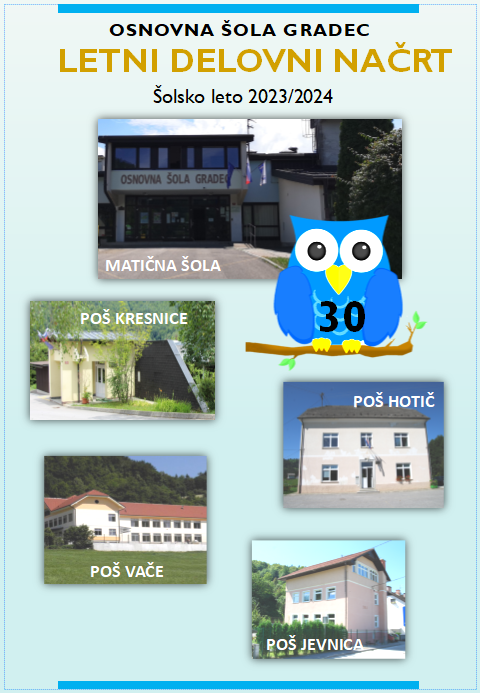 OSNOVNA ŠOLA GRADEC
LETNI DELOVNI NAČRT
Šolsko leto 2023/2024
OSNOVNA ŠOLA GRADEC
MATIČNA ŠOLA
30
POŠ KRESNICE
POŠ HOTIČ
POŠ VAČE
POŠ JEVNICA